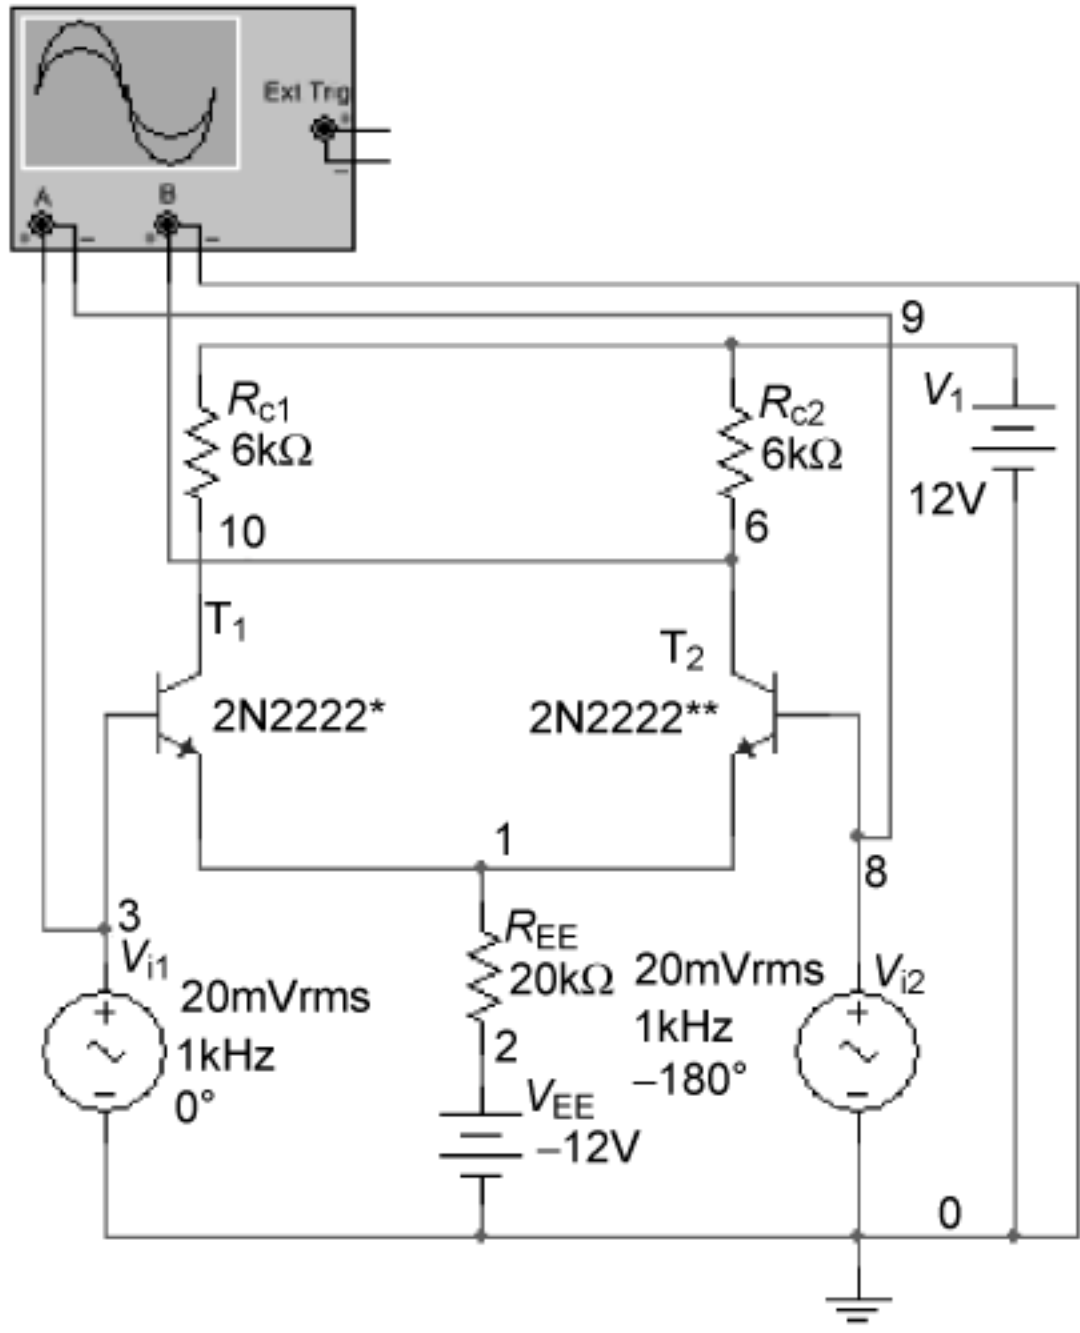 Ext Trig
+
−
A
B
+ −
+ −
9
Rc1
6kΩ
Rc2
6kΩ
V1
12V
10
6
T1
T2
2N2222*
2N2222**
1
8
3
Vi1
20mVrms
1kHz
0°
REE
20kΩ
2
VEE
−12V
20mVrms
1kHz
−180°
Vi2
+
−
+
−
0